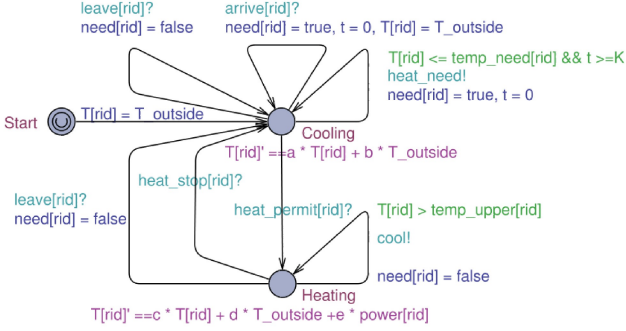 leave[rid]?
need[rid] = false
arrive[rid]?
need[rid] = true, t = 0, T[rid] = T_outside
T[rid] <= temp_need[rid] && t >=K
heat_need!
need[rid] = true, t = 0
Start
T[rid] = T_outside
Cooling
T[rid]' ==a * T[rid] + b * T_outside
heat_stop[rid]?
leave[rid]?
need[rid] = false
heat_permit[rid]?
T[rid] > temp_upper[rid]
cool!
need[rid] = false
Heating
T[rid]' ==c * T[rid] + d * T_outside +e * power[rid]